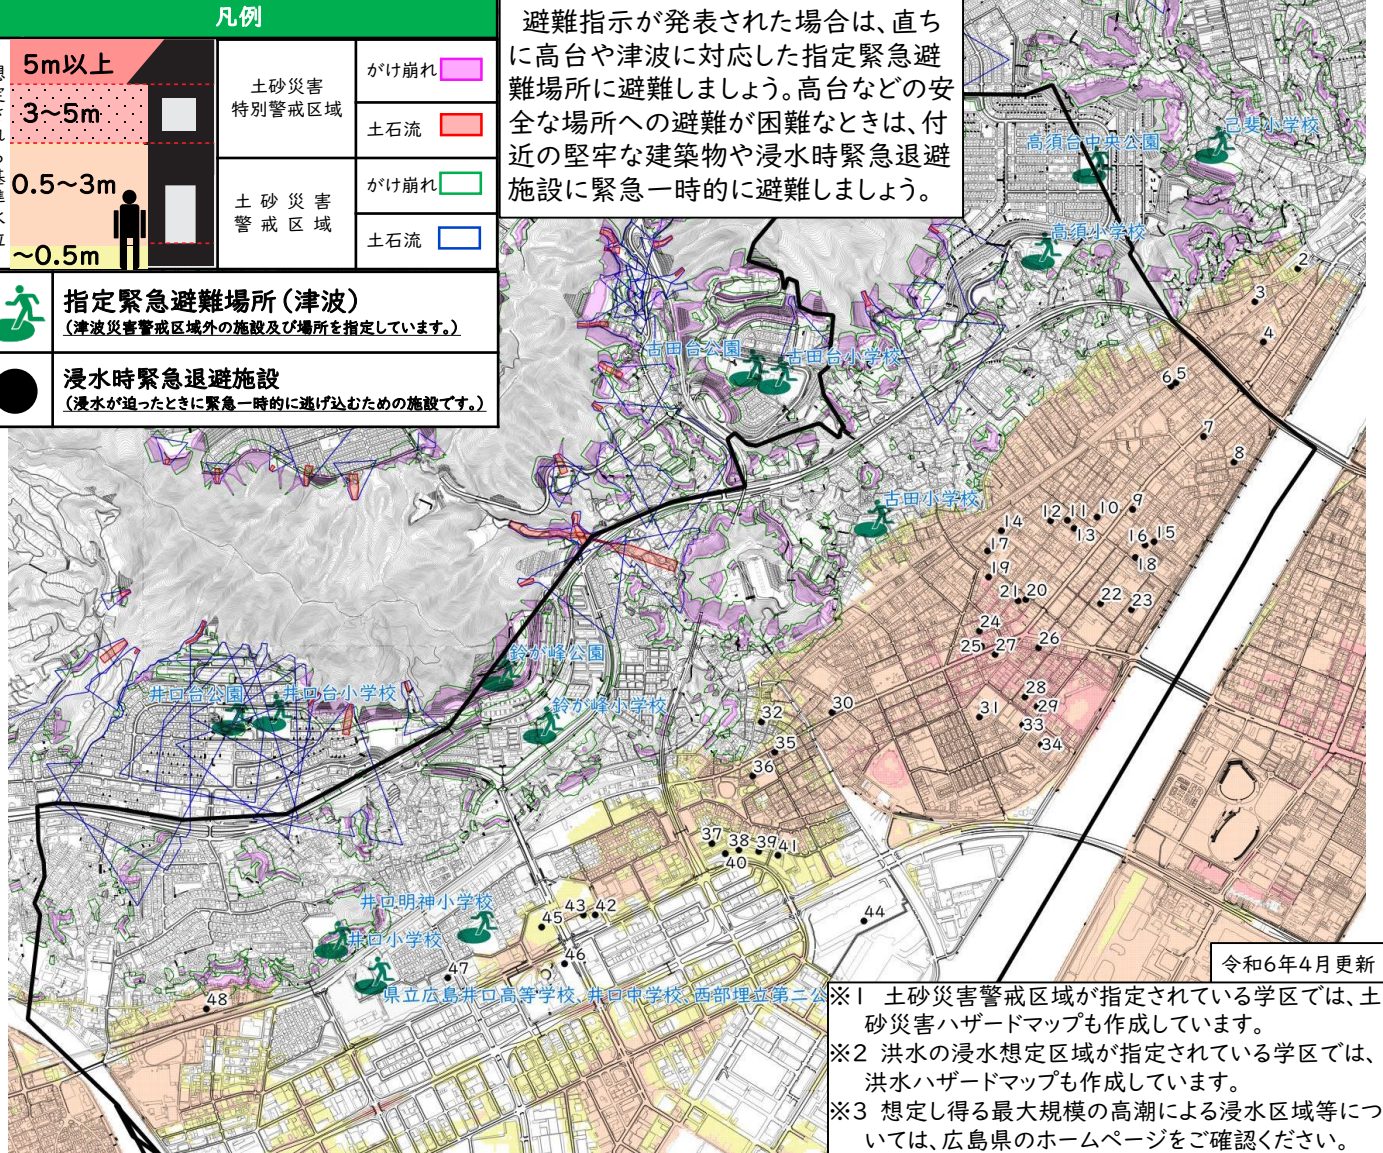 凡例
5m以上
3～5m
0.5～3m
～0.5m
土砂災害
特別警戒区域
がけ崩れ
土石流
土砂災害
警戒区域
がけ崩れ
土石流
指定緊急避難場所（津波）
（津波災害警戒区域外の施設及び場所を指定しています。）
浸水時緊急退避施設
（浸水が迫ったときに緊急一時的に逃げ込むための施設です。）
避難指示が発表された場合は、直ち
に高台や津波に対応した指定緊急避
難場所に避難しましょう。高台などの安
全な場所への避難が困難なときは、付
近の堅牢な建築物や浸水時緊急退避
施設に緊急一時的に避難しましょう。
己斐小学校
高須台中央公園
高須小学校
古田台公園
古田台小学校
古田小学校
鈴が峰公園
鈴が峰小学校
井口台公園
井口台小学校
井口明神小学校
井口小学校
県立広島井口高等学校、井口中学校、西部埋立第二公
2
3
4
6 5
7
8
9
12 11 10
13
14
16 15
17
18
19
21 20
22 23
24
25
27
26
28
29
31
30
32
33
34
35
36
37
38
39
41
40
43 42
45
44
46
47
48
令和6年4月更新
※1 土砂災害警戒区域が指定されている学区では、土
砂災害ハザードマップも作成しています。
※2 洪水の浸水想定区域が指定されている学区では、
洪水ハザードマップも作成しています。
※3 想定し得る最大規模の高潮による浸水区域等につ
いては、広島県のホームページをご確認ください。